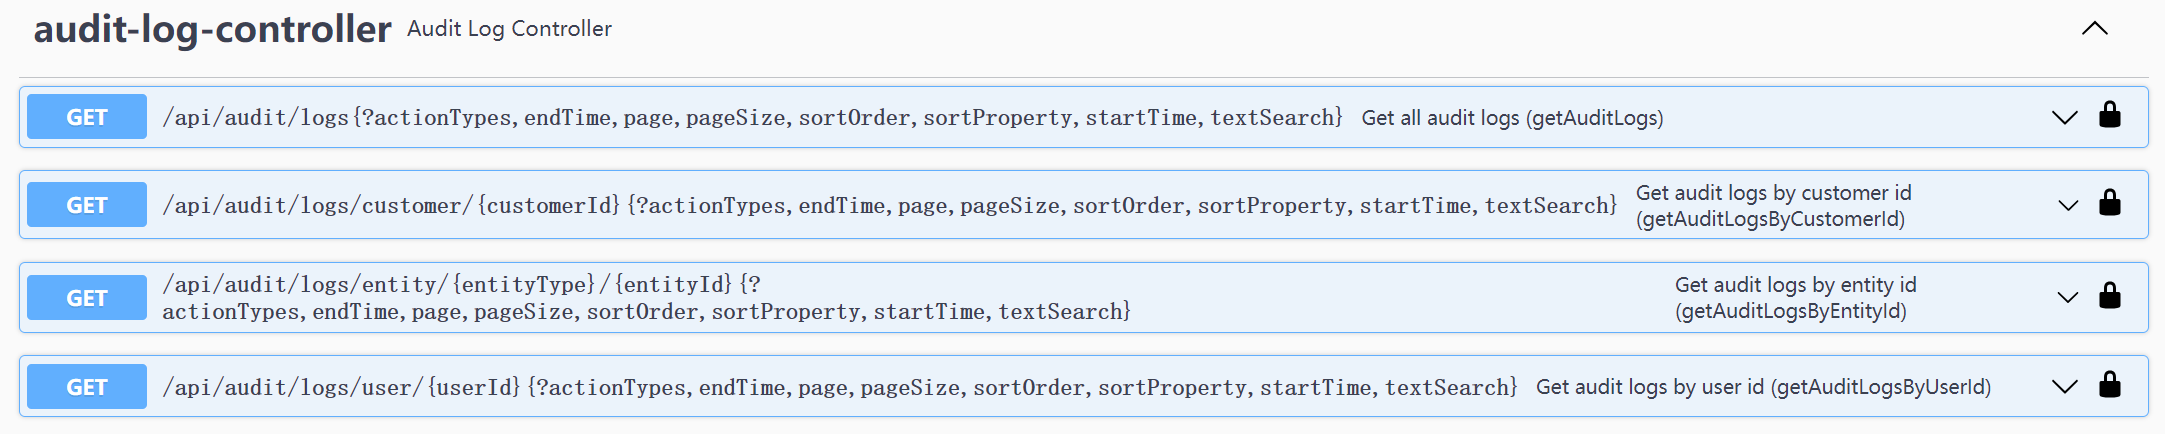 audit-log-controller Audit Log Controller
GET /api/audit/logs{?actionTypes,endTime,page,pageSize,sortOrder,sortProperty,startTime,textSearch} Get all audit logs (getAuditLogs)
GET /api/audit/logs/customer/{customerId}{?actionTypes,endTime,page,pageSize,sortOrder,sortProperty,startTime,textSearch} Get audit logs by customer id
(getAuditLogsByCustomerId)
GET /api/audit/logs/entity/{entityType}/{entityId}{?
actionTypes,endTime,page,pageSize,sortOrder,sortProperty,startTime,textSearch}
Get audit logs by entity id
(getAuditLogsByEntityId)
GET /api/audit/logs/user/{userId}{?actionTypes,endTime,page,pageSize,sortOrder,sortProperty,startTime,textSearch} Get audit logs by user id (getAuditLogsByUserId)